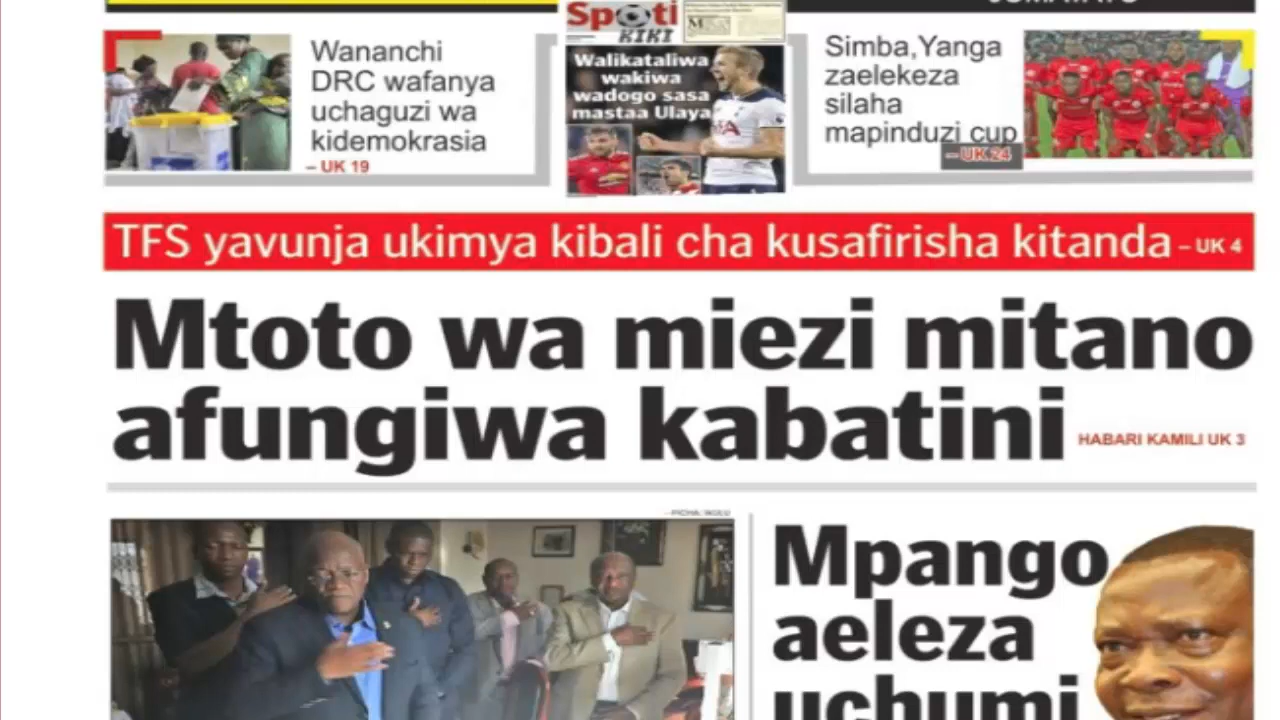 Wananchi
DRC wafanya
uchaguzi wa
kidemokrasia
– UK 19
Spoti
KIKI
Walikataliwa
wakiwa
wadogo sasa
mastaa Ulaya
Simba,Yanga
zaelekeza
silaha
mapinduzi cup
– UK 24
TFS yavunja ukimya kibali cha kusafirisha kitanda – UK 4
Mtoto wa miezi mitano
afungiwa kabatini
HABARI KAMILI UK 3
Mpango
aeleza
uchumi